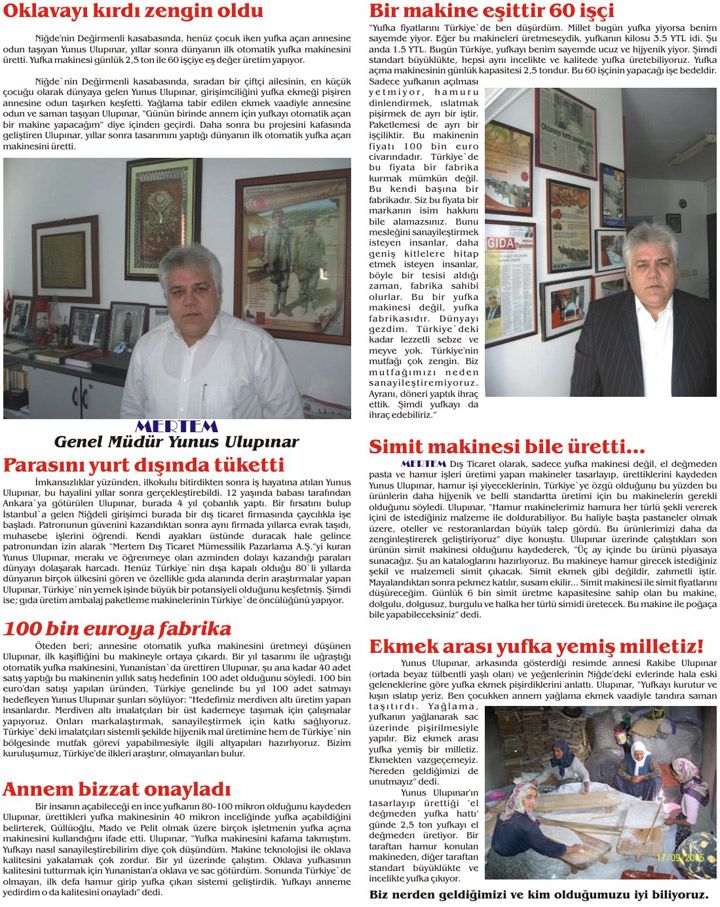 Oklavayı kırdı zengin oldu
Niğde'nin Değirmenli kasabasında, henüz çocuk iken yufka açan annesine
odun taşıyan Yunus Ulupınar, yıllar sonra dünyanın ilk otomatik yufka makinesini
üretti. Yufka makinesi günlük 2,5 ton ile 60 işçiye eş değer üretim yapıyor.
Niğde`nin Değirmenli kasabasında, sıradan bir çiftçi ailesinin, en küçük
çocuğu olarak dünyaya gelen Yunus Ulupınar, girişimciliğini yufka ekmeği pişiren
annesine odun taşırken keşfetti. Yağlama tabir edilen ekmek vaadiyle annesine
odun ve saman taşıyan Ulupınar, "Günün birinde annem için yufkayı otomatik açan
bir makine yapacağım" diye içinden geçirdi. Daha sonra bu projesini kafasında
geliştiren Ulupınar, yıllar sonra tasarımını yaptığı dünyanın ilk otomatik yufka açan
makinesini üretti.
MERTEM
Genel Müdür Yunus Ulupınar
Parasını yurt dışında tüketti
İmkansızlıklar yüzünden, ilkokulu bitirdikten sonra iş hayatına atılan Yunus
Ulupınar, bu hayalini yıllar sonra gerçekleştirebildi. 12 yaşında babası tarafından
Ankara`ya götürülen Ulupınar, burada 4 yıl çobanlık yaptı. Bir fırsatını bulup
İstanbul`a gelen Niğdeli girişimci burada bir dış ticaret firmasında çaycılıkla işe
başladı. Patronunun güvenini kazandıktan sonra aynı firmada yıllarca evrak taşıdı,
muhasebe işlerini öğrendi. Kendi ayakları üstünde duracak hale gelince
patronundan izin alarak "Mertem Dış Ticaret Mümessilik Pazarlama A.Ş."yi kuran
Yunus Ulupınar, merakı ve öğrenmeye olan azminden dolayı kazandığı paraları
dünyayı dolaşarak harcadı. Henüz Türkiye`nin dışa kapalı olduğu 80`li yıllarda
dünyanın birçok ülkesini gören ve özellikle gıda alanında derin araştırmalar yapan
Ulupınar, Türkiye`nin yemek işinde büyük bir potansiyeli olduğunu keşfetmiş. Şimdi
ise; gıda üretim ambalaj paketleme makinelerinin Türkiye`de öncülüğünü yapıyor.
100 bin euroya fabrika
Öteden beri; annesine otomatik yufka makinesini üretmeyi düşünen
Ulupınar, ilk kaşifliğini bu makineyle ortaya çıkardı. Bir yıl tasarımı ile uğraştığı
otomatik yufka makinesini, Yunanistan`da ürettiren Ulupınar, şu ana kadar 40 adet
satış yaptığı bu makinenin yıllık satış hedefinin 100 adet olduğunu söyledi. 100 bin
euro'dan satışı yapılan üründen, Türkiye genelinde bu yıl 100 adet satmayı
hedefleyen Yunus Ulupınar şunları söylüyor: "Hedefimiz merdiven altı üretim yapan
insanlardır. Merdiven altı imalatçıları bir üst kademeye taşımak için çalışmalar
yapıyoruz. Onları markalaştırmak, sanayileştirmek için katkı sağlıyoruz.
Türkiye`deki imalatçıları sistemli şekilde hijyenik mal üretimine hem de Türkiye`nin
bölgesinde mutfak görevi yapabilmesiyle ilgili altyapıları hazırlıyoruz. Bizim
kuruluşumuz, Türkiye'de ilkleri araştırır, olmayanları bulur.
Annem bizzat onayladı
Bir insanın açabileceği en ince yufkanın 80-100 mikron olduğunu kaydeden
Ulupınar, ürettikleri yufka makinesinin 40 mikron inceliğinde yufka açabildiğini
belirterek, Güllüoğlu, Mado ve Pelit olmak üzere birçok işletmenin yufka açma
makinesini kullandığını ifade etti. Ulupınar, "Yufka makinesini kafama takmıştım.
Yufkayı nasıl sanayileştirebilirim diye çok düşündüm. Makine teknolojisi ile oklava
kalitesini yakalamak çok zordur. Bir yıl üzerinde çalıştım. Oklava yufkasının
kalitesini tutturmak için Yunanistan'a oklava ve sac götürdüm. Sonunda Türkiye`de
olmayan, ilk defa hamur girip yufka çıkan sistemi geliştirdik. Yufkayı anneme
yedirdim o da kalitesini onayladı" dedi.
Bir makine eşittir 60 işçi
"Yufka fiyatlarını Türkiye`de ben düşürdüm. Millet bugün yufka yiyorsa benim
sayemde yiyor. Eğer bu makineleri üretmeseydik, yufkanın kilosu 3.5 YTL idi. Şu
anda 1.5 YTL. Bugün Türkiye, yufkayı benim sayemde ucuz ve hijyenik yiyor. Şimdi
standart büyüklükte, hepsi aynı incelikte ve kalitede yufka üretebiliyoruz. Yufka
açma makinesinin günlük kapasitesi 2,5 tondur. Bu 60 işçinin yapacağı işe bedeldir.
Sadece yufkanın açılması
yetmiyor, hamuru
dinlendirmek, ıslatmak
pişirmek de ayrı bir iştir.
Paketlemesi de ayrı bir
işçiliktir. Bu makinenin
fiyatı 100 bin euro
civarındadır. Türkiye`de
bu fiyata bir fabrika
kurmak mümkün değil.
Bu kendi başına bir
fabrikadır. Siz bu fiyata bir
markanın isim hakkını
bile alamazsınız. Bunu
mesleğini sanayileştirmek
isteyen insanlar, daha
geniş kitlelere hitap
etmek isteyen insanlar,
böyle bir tesisi aldığı
zaman, fabrika sahibi
olurlar. Bu bir yufka
makinesi değil, yufka
fabrikasıdır. Dünyayı
gezdim. Türkiye`deki
kadar lezzetli sebze ve
meyve yok. Türkiye'nin
mutfağı çok zengin. Biz
mutfağımızı neden
sanayileştiremiyoruz.
Ayranı, döneri yaptık ihraç
ettik. Şimdi yufkayı da
ihraç edebiliriz."
GIDA
Simit makinesi bile üretti...
MERTEM Dış Ticaret olarak, sadece yufka makinesi değil, el değmeden
pasta ve hamur işleri üretimi yapan makineler tasarlayıp, ürettiklerini kaydeden
Yunus Ulupınar, hamur işi yiyeceklerinin, Türkiye`ye özgü olduğunu bu yüzden bu
ürünlerin daha hijyenik ve belli standartta üretimi için bu makinelerin gerekli
olduğunu söyledi. Ulupınar, "Hamur makinelerimiz hamura her türlü şekli vererek
içini de istediğiniz malzeme ile doldurabiliyor. Bu haliyle başta pastaneler olmak
üzere, oteller ve restoranlardan büyük talep gördü. Bu ürünlerimizi daha da
zenginleştirerek geliştiriyoruz" diye konuştu. Ulupınar üzerinde çalıştıkları son
ürünün simit makinesi olduğunu kaydederek, "Üç ay içinde bu ürünü piyasaya
sunacağız. Şu an kataloglarını hazırlıyoruz. Bu makineye hamur girecek istediğiniz
şekil ve malzemeli simit çıkacak. Simit ekmek gibi değildir, zahmetli iştir.
Mayalandıktan sonra pekmez katılır, susam ekilir... Simit makinesi ile simit fiyatlarını
düşüreceğim. Günlük 6 bin simit üretme kapasitesine sahip olan bu makine,
dolgulu, dolgusuz, burgulu ve halka her türlü simidi üretecek. Bu makine ile poğaça
bile yapabileceksiniz" dedi.
Ekmek arası yufka yemiş milletiz!
Yunus Ulupınar, arkasında gösterdiği resimde annesi Rakibe Ulupınar
(ortada beyaz tülbentli yaşlı olan) ve yeğenlerinin Niğde'deki evlerinde hala eski
geleneklerine göre yufka ekmek pişirdiklerini anlattı. Ulupınar, "Yufkayı kurutur ve
kışın ıslatıp yeriz. Ben çocukken annem yağlama ekmek vaadiyle tandıra saman
taşıtırdı. Yağlama,
yufkanın yağlanarak sac
üzerinde pişirilmesiyle
yapılır. Biz ekmek arası
yufka yemiş bir milletiz.
Ekmekten vazgeçemeyiz.
Nereden geldiğimizi de
unutmayız" dedi.
Yunus Ulupınar'ın
tasarlayıp ürettiği 'el
değmeden yufka hattı'
günde 2,5 ton yufkayı el
değmeden üretiyor. Bir
taraftan hamur konulan
makineden, diğer taraftan
standart büyüklükte ve
incelikte yufka çıkıyor.
17/09/2005
Biz nerden geldiğimizi ve kim olduğumuzu iyi biliyoruz.